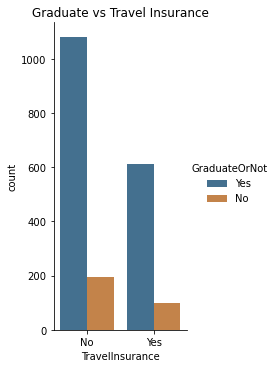 Graduate vs Travel Insurance
1000
800
600
400
200
0
count
No
Yes
TravelInsurance
GraduateOrNot
Yes
No